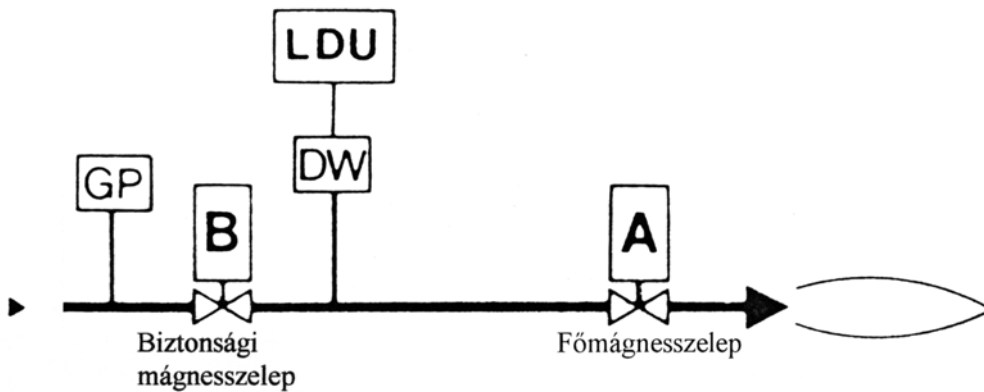 LDU
DW
GP
B
A
Biztonsági
mágnesszelep
Főmágnesszelep